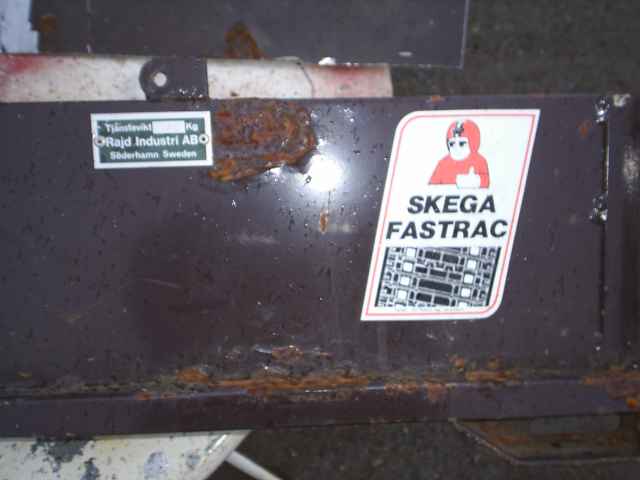 Tjänstevikt Kg
Rajd Industri AB
Söderhamn Sweden
SKEGA
FASTRAC